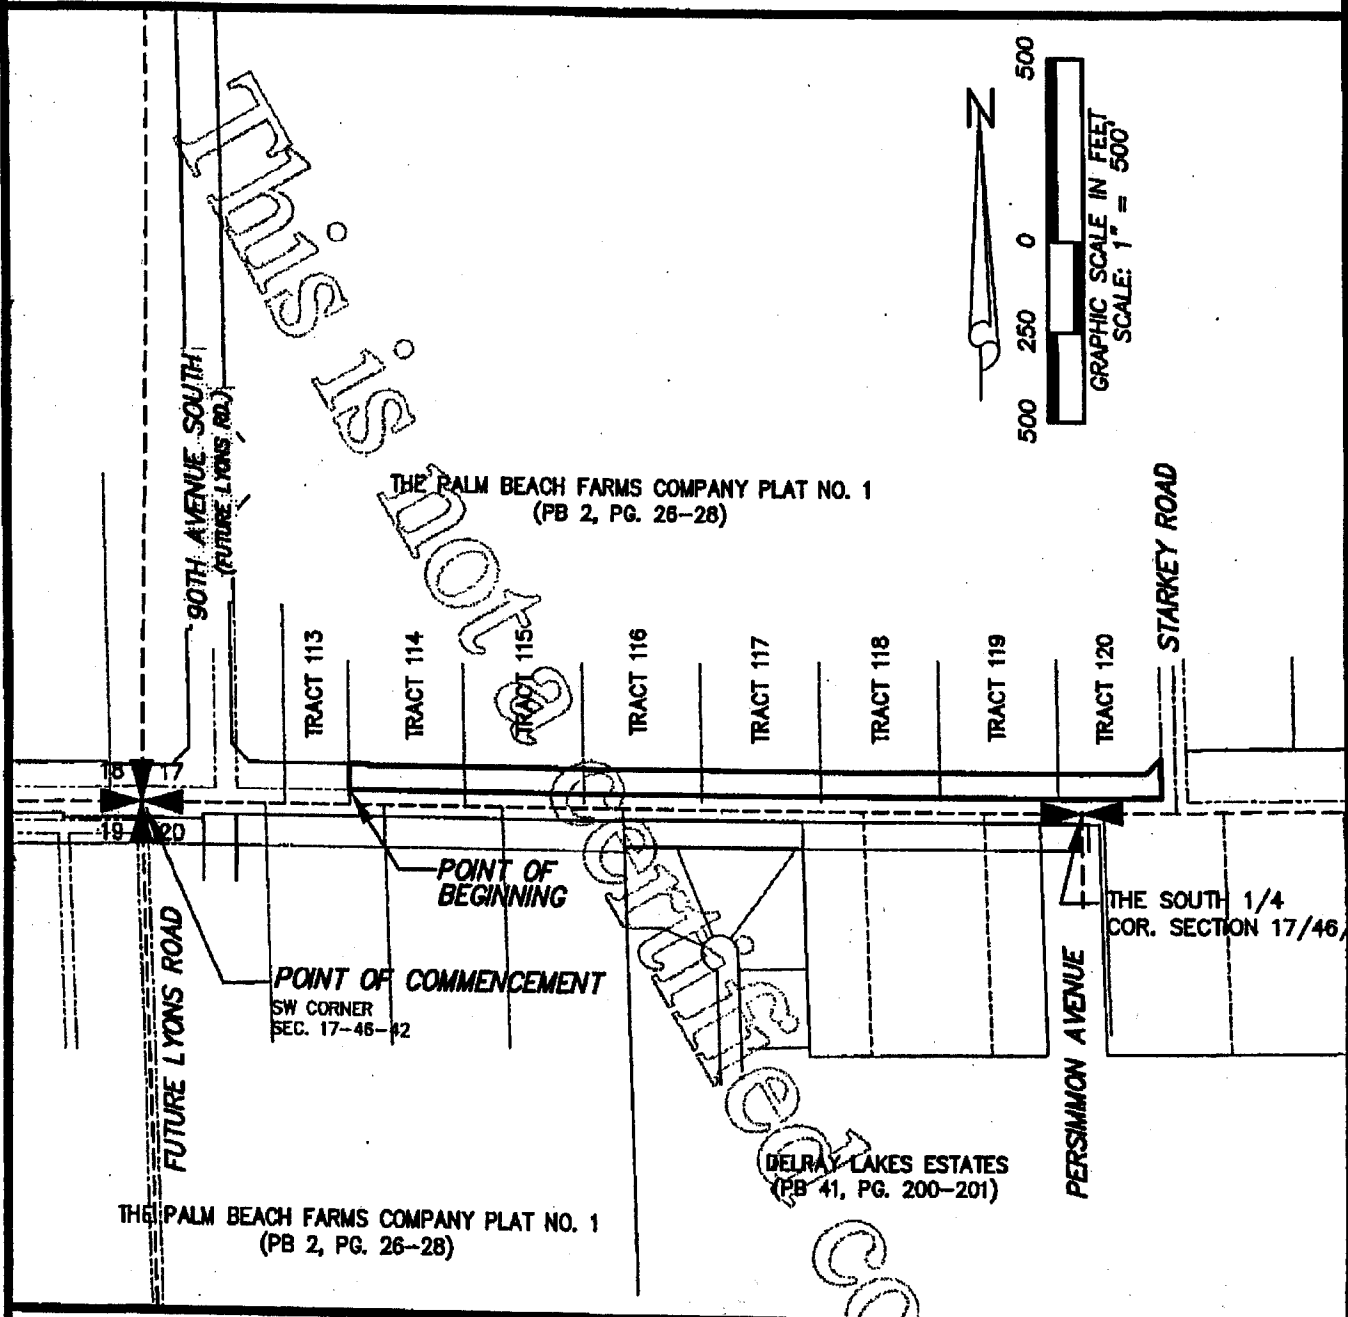 500
0
250
500
GRAPHIC SCALE IN FEET
SCALE: 1" = 500'
N
90TH AVENUE SOUTH
(FUTURE LYONS RD.)
THE PALM BEACH FARMS COMPANY PLAT NO. 1
(PB 2, PG. 26-28)
STARKEY ROAD
TRACT 113
TRACT 114
TRACT 115
TRACT 116
TRACT 117
TRACT 118
TRACT 119
TRACT 120
18 17
19 20
POINT OF
BEGINNING
THE SOUTH 1/4
COR. SECTION 17/46/
POINT OF COMMENCEMENT
SW CORNER
SEC. 17-46-42
FUTURE LYONS ROAD
PERSIMMON AVENUE
DELRAY LAKES ESTATES
(PB 41, PG. 200-201)
THE PALM BEACH FARMS COMPANY PLAT NO. 1
(PB 2, PG. 26-28)
This is not a certified co